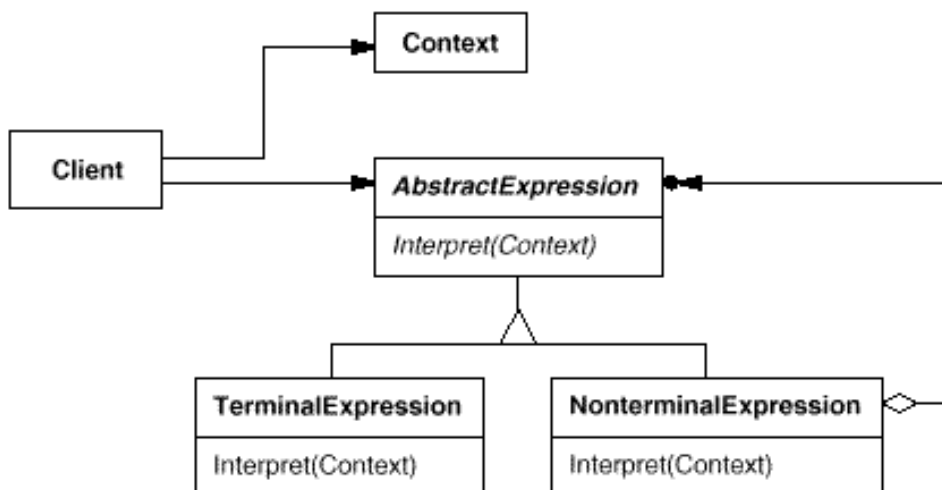 Context
Client
AbstractExpression
Interpret(Context)
TerminalExpression
NonterminalExpression
Interpret(Context)
Interpret(Context)